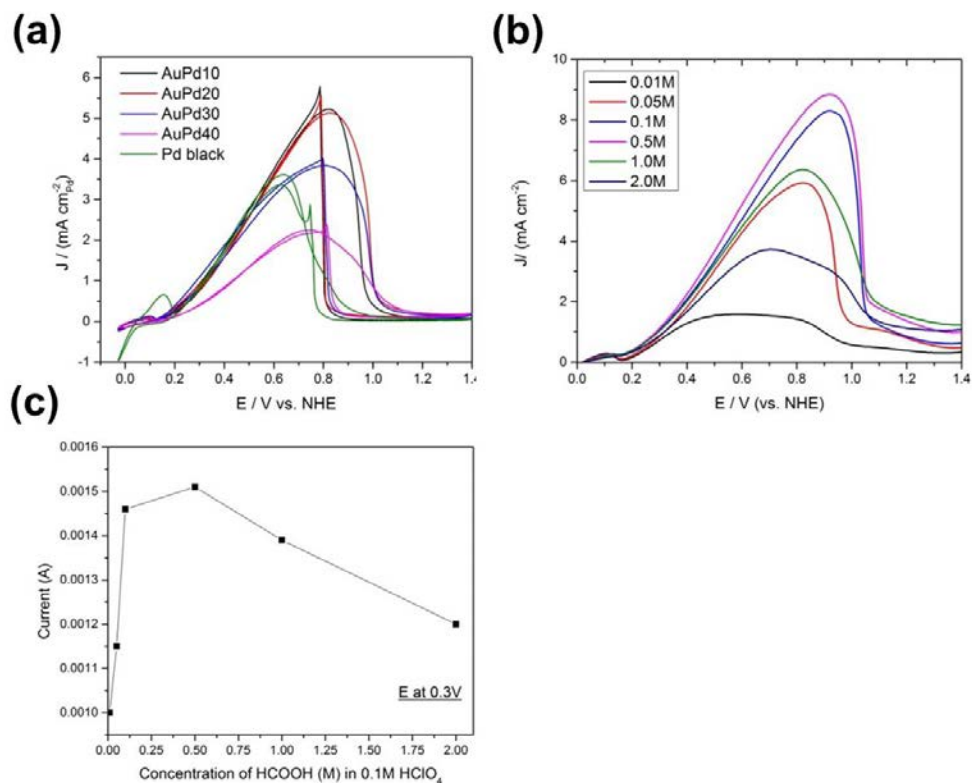 (a)
AuPd10
AuPd20
AuPd30
AuPd40
Pd black
6
5
4
3
2
1
0
-1
J / (mA cm⁻²Pd)
0.0 0.2 0.4 0.6 0.8 1.0 1.2 1.4
E / V vs. NHE
(b)
0.01M
0.05M
0.1M
0.5M
1.0M
2.0M
10
8
6
4
2
0
J/ (mA cm⁻²)
0.0 0.2 0.4 0.6 0.8 1.0 1.2 1.4
E / V (vs. NHE)
(c)
0.0016
0.0015
0.0014
0.0013
0.0012
0.0011
0.0010
Current (A)
E at 0.3V
0.00 0.25 0.50 0.75 1.00 1.25 1.50 1.75 2.00
Concentration of HCOOH (M) in 0.1M HClO₄